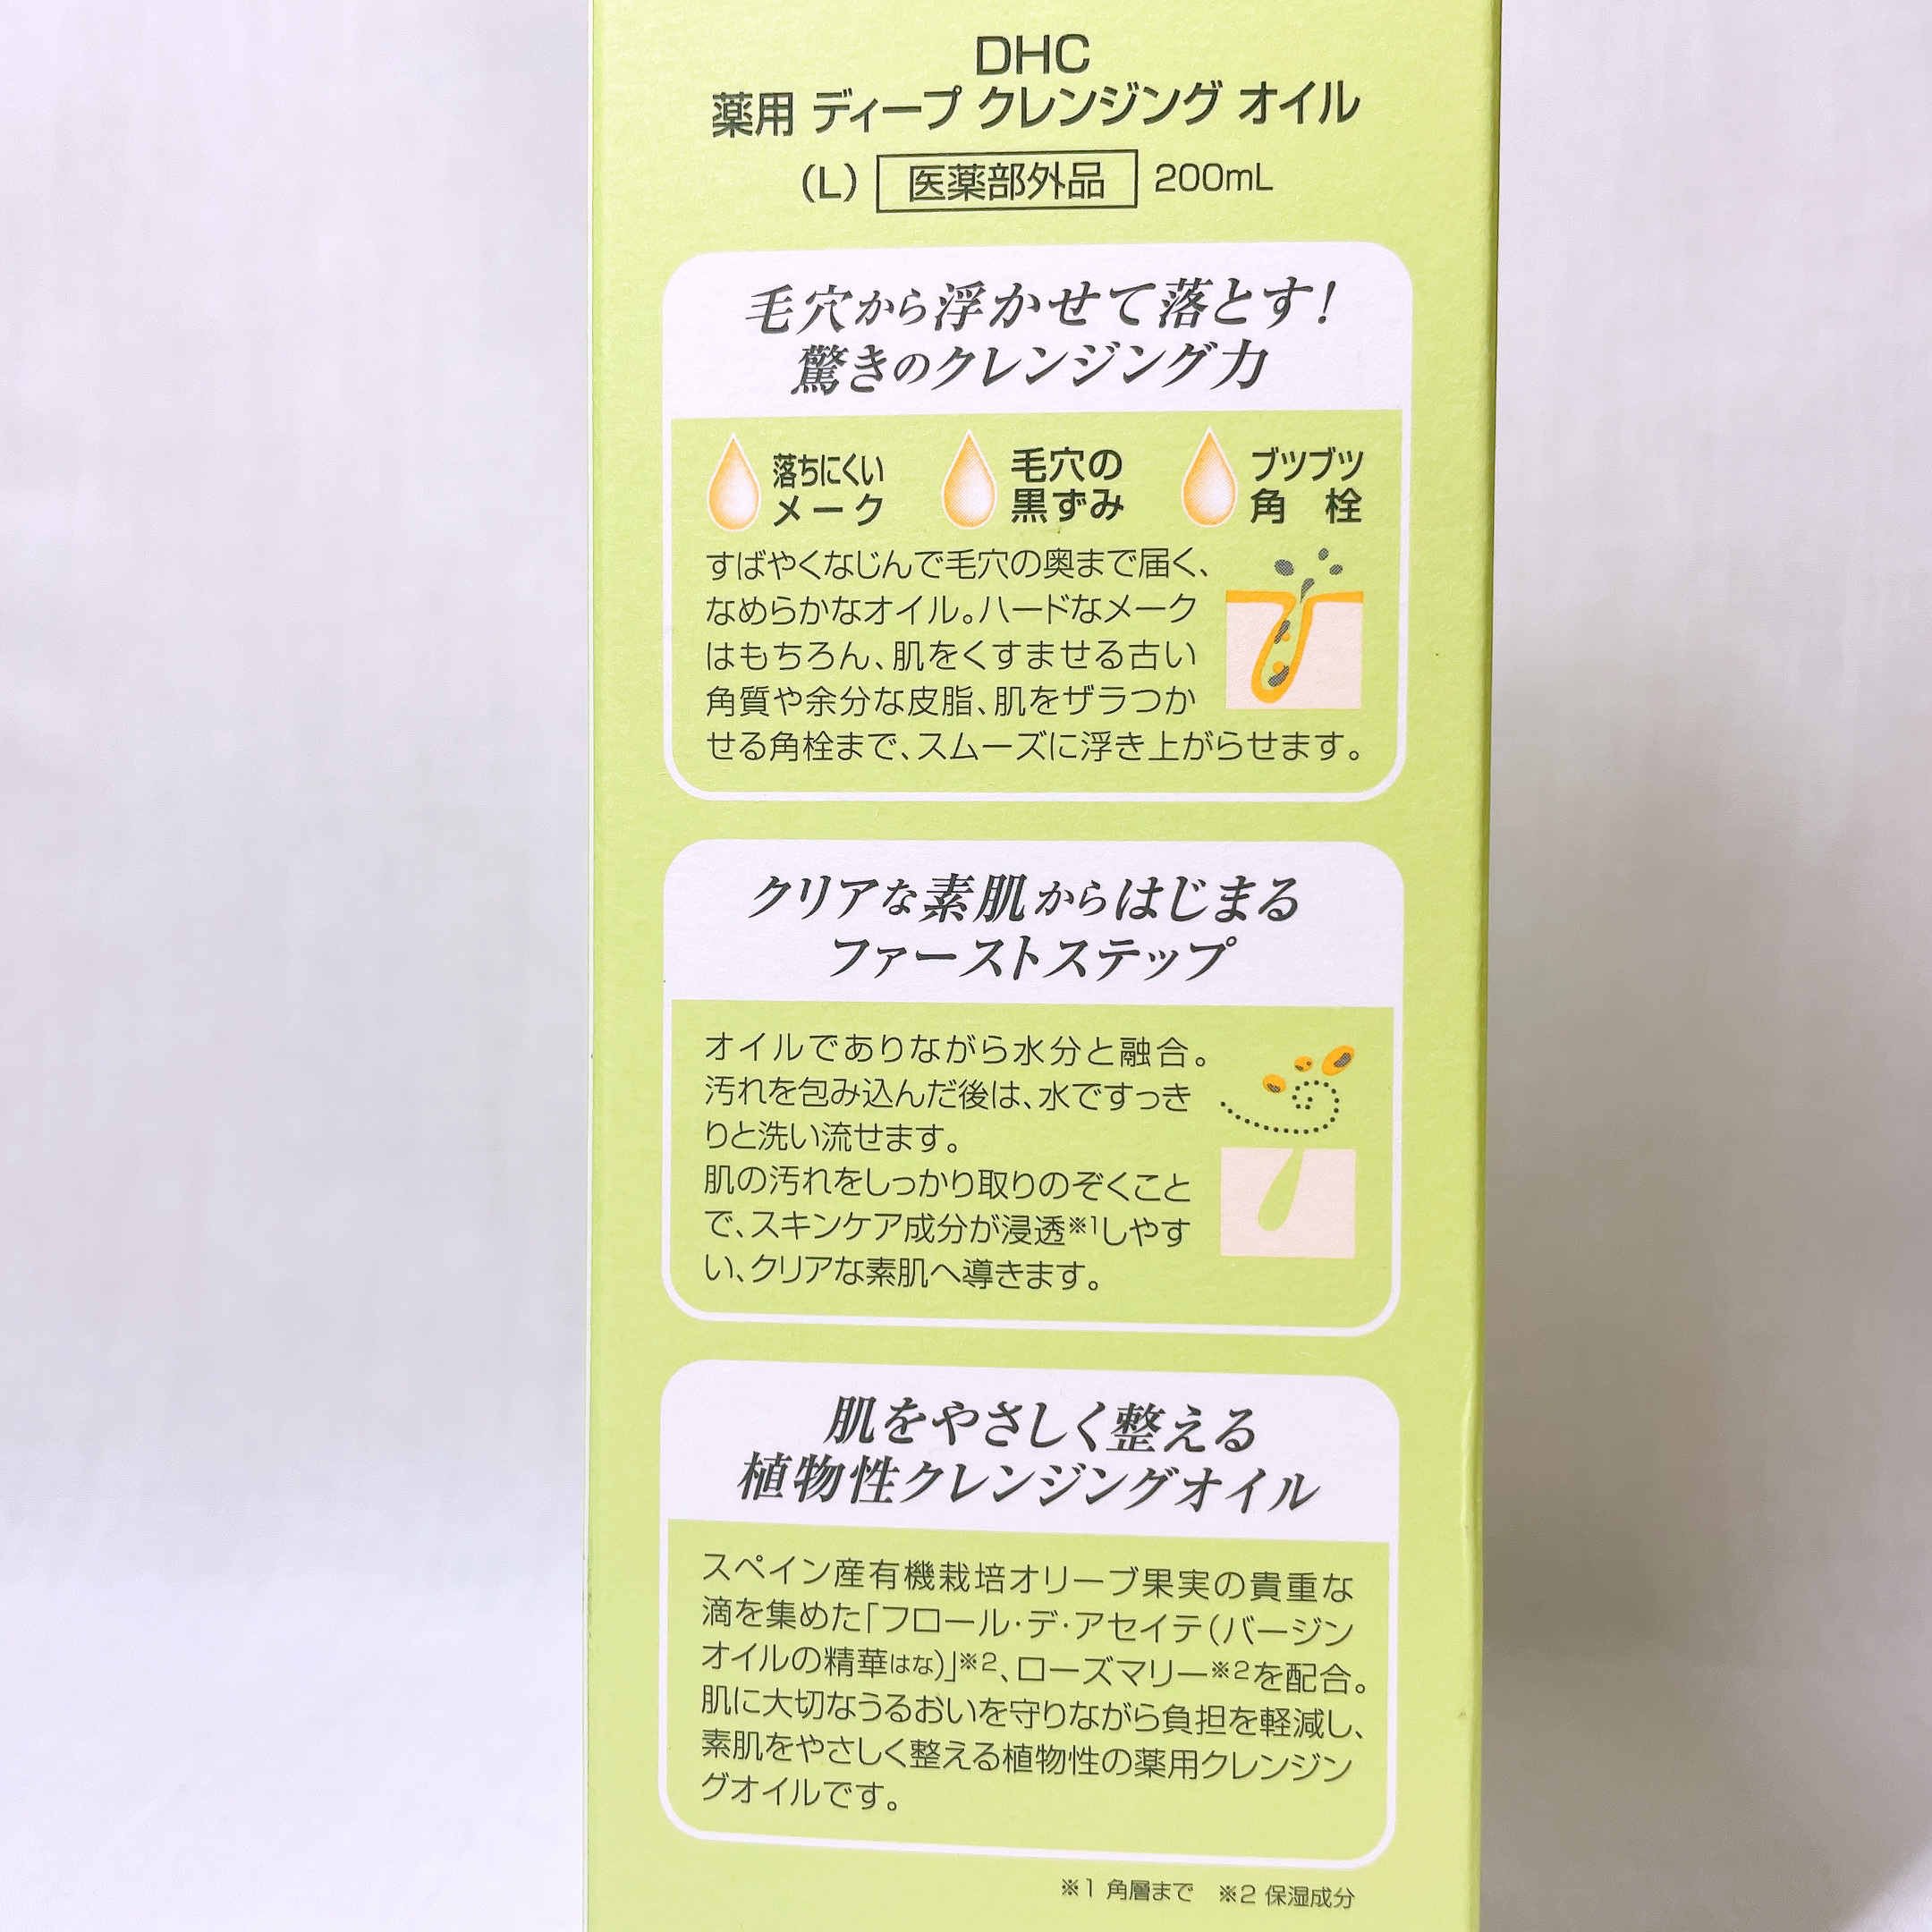 DHC
薬用 ディープ クレンジング オイル
(L) 医薬部外品 200mL
毛穴から浮かせて落とす!
驚きのクレンジング力
落ちにくい
メーク
毛穴の
黒ずみ
ブツブツ
角 栓
すばやくなじんで毛穴の奥まで届く、
なめらかなオイル。ハードなメーク
はもちろん、肌をくすませる古い
角質や余分な皮脂、肌をザラつか
せる角栓まで、スムーズに浮き上がらせます。
クリアな素肌からはじまる
ファーストステップ
オイルでありながら水分と融合。
汚れを包み込んだ後は、水ですっき
りと洗い流せます。
肌の汚れをしっかり取りのぞくこと
で、スキンケア成分が浸透※1しやす
い、クリアな素肌へ導きます。
肌をやさしく整える
植物性クレンジングオイル
スペイン産有機栽培オリーブ果実の貴重な
滴を集めた「フロール・デ・アセイテ(バージン
オイルの精華はな)」※2、ローズマリー※2を配合。
肌に大切なうるおいを守りながら負担を軽減し、
素肌をやさしく整える植物性の薬用クレンジン
グオイルです。
※1 角層まで ※2 保湿成分